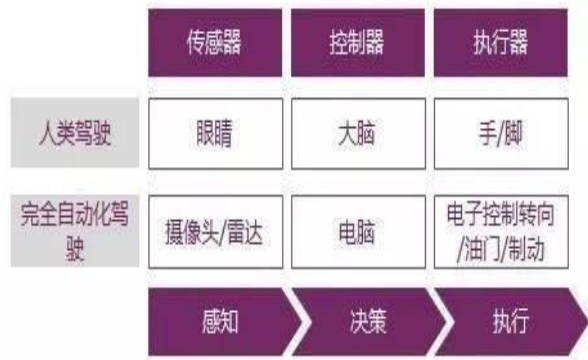 传感器 控制器 执行器
人类驾驶 眼睛 大脑 手/脚
完全自动化驾
驶
摄像头/雷达 电脑
电子控制转向
/油门/制动
感知 决策 执行